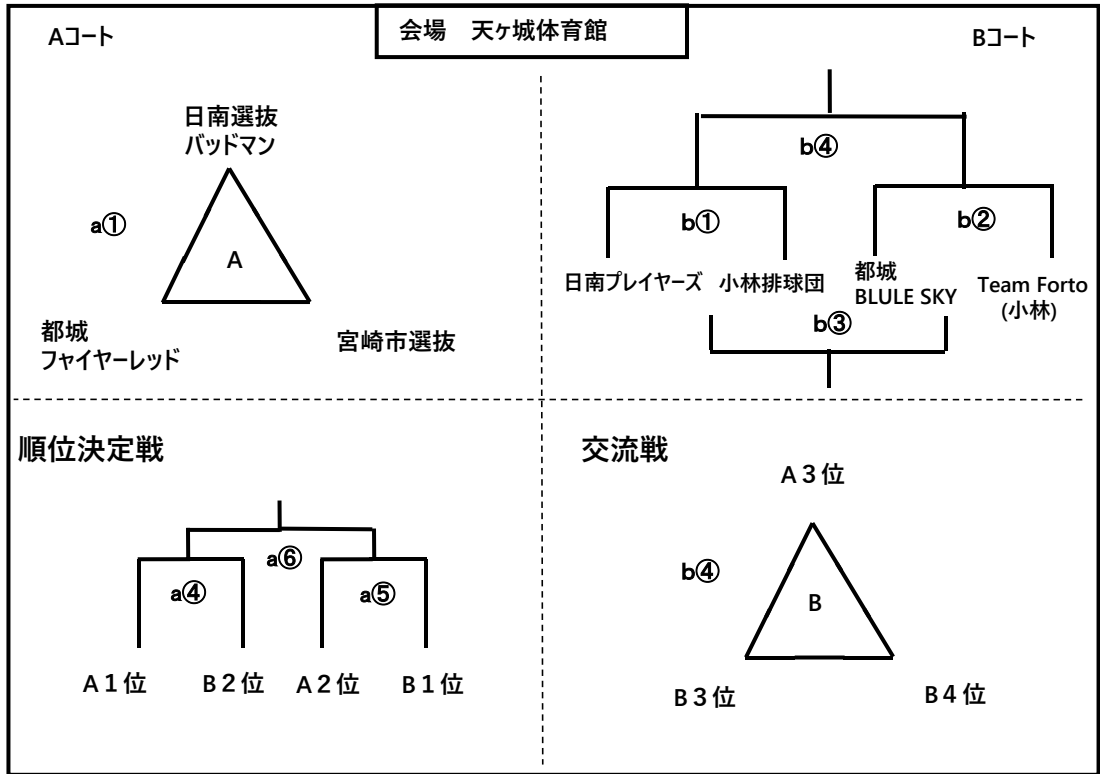 会場　天ヶ城体育館
Aコート
日南選抜
バッドマン
a①
A
都城
ファイヤーレッド
宮崎市選抜
Bコート
b④
b①
b②
日南プレイヤーズ
小林排球団
都城
BLULE SKY
Team Forto
(小林)
b③
順位決定戦
a⑥
a④
a⑤
A１位
B２位
A２位
B１位
交流戦
A３位
b④
B
B３位
B４位